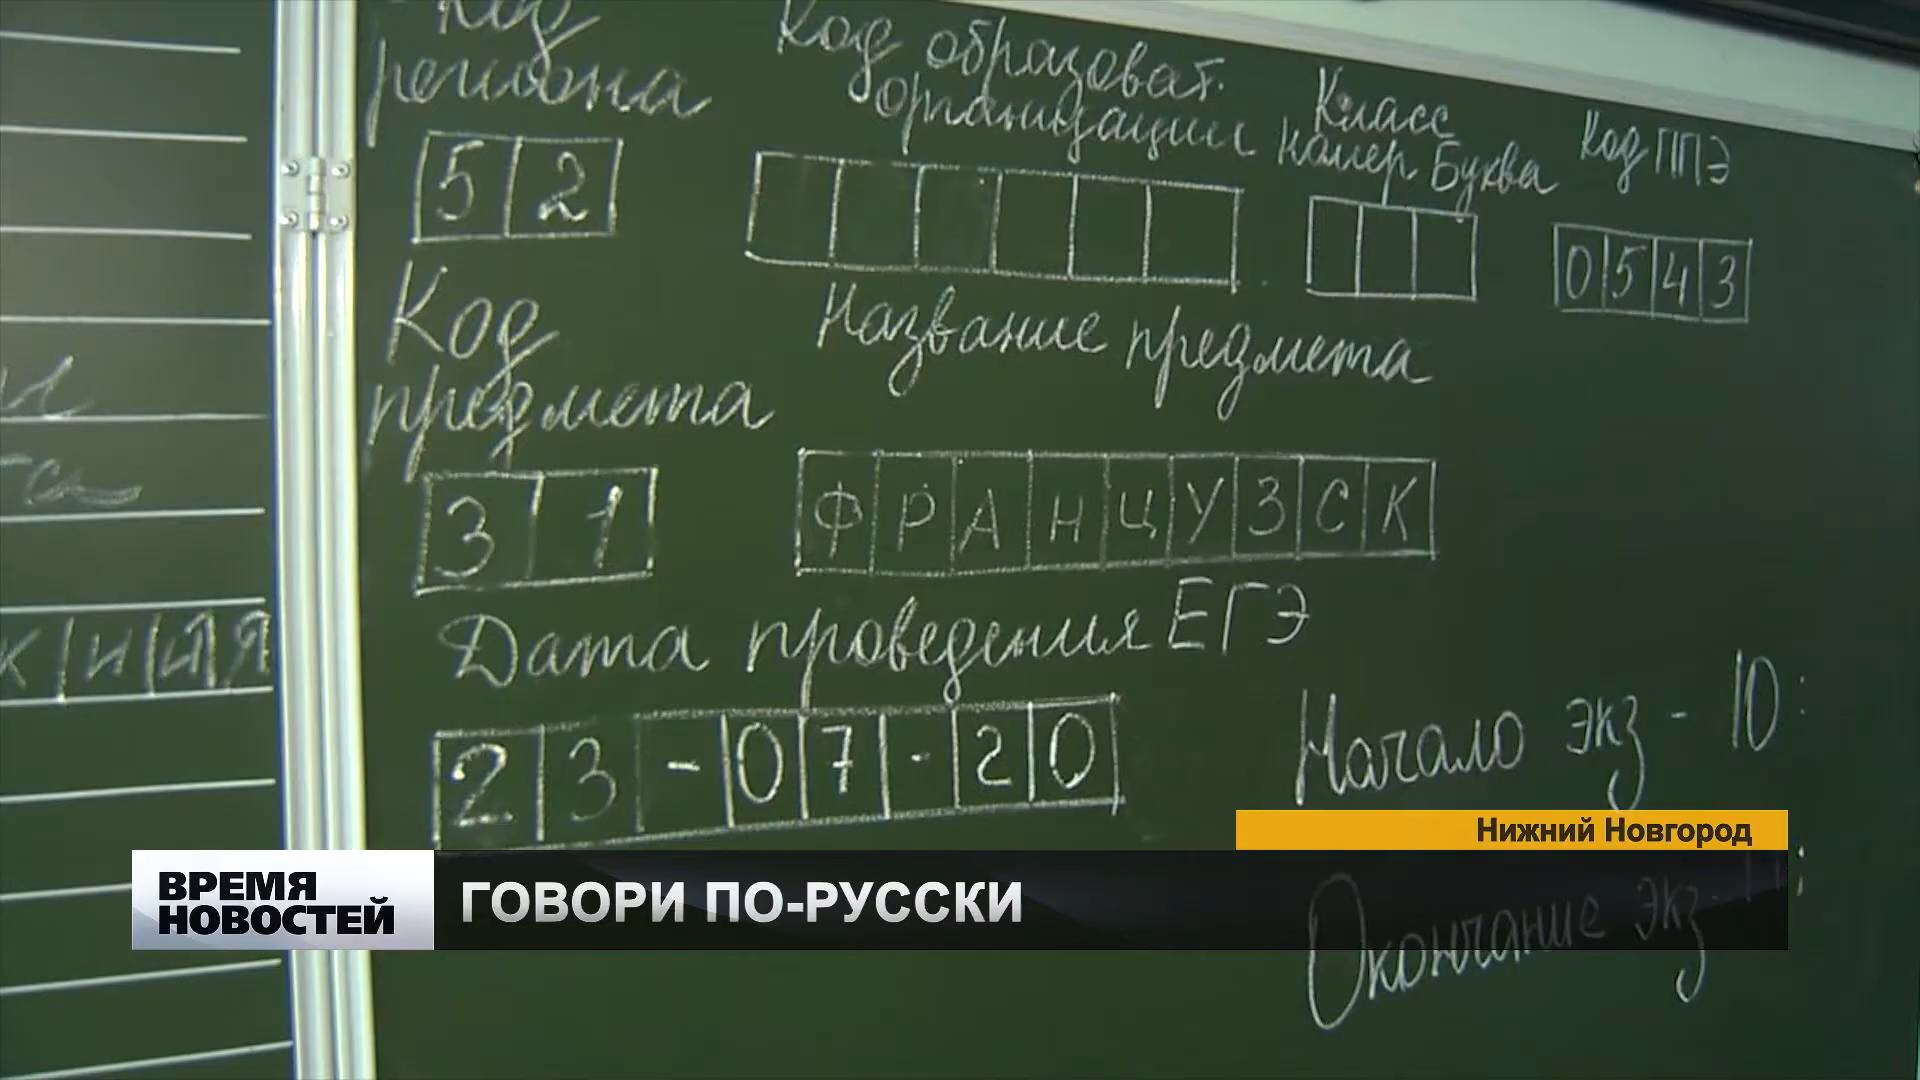 Код
региона
Код образоват.
организации
Класс
номер Буква
Код ППЭ
5 2
0 5 4 3
Код
предмета
Название предмета
3 1
Ф Р А Н Ц У З С К
Дата проведения ЕГЭ
2 3 - 0 7 - 2 0
Начало экз - 10:
Окончание экз -
К И Й Я
Нижний Новгород
ВРЕМЯ
НОВОСТЕЙ
ГОВОРИ ПО-РУССКИ